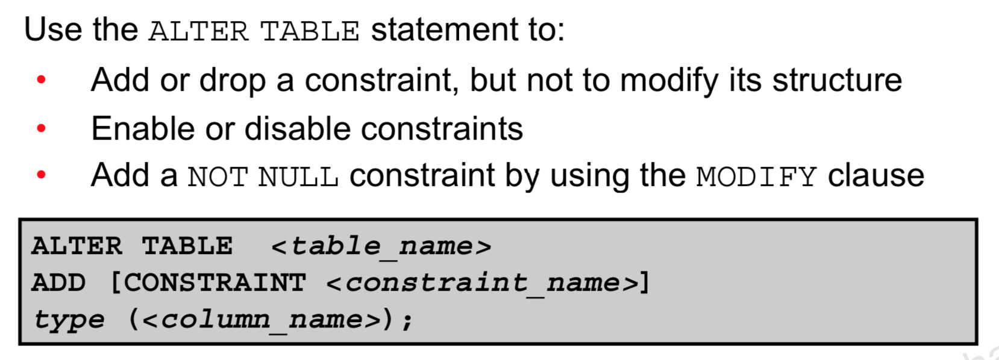 Use the ALTER TABLE statement to:
• Add or drop a constraint, but not to modify its structure
• Enable or disable constraints
• Add a NOT NULL constraint by using the MODIFY clause
ALTER TABLE <table_name>
ADD [CONSTRAINT <constraint_name>]
type (<column_name>);